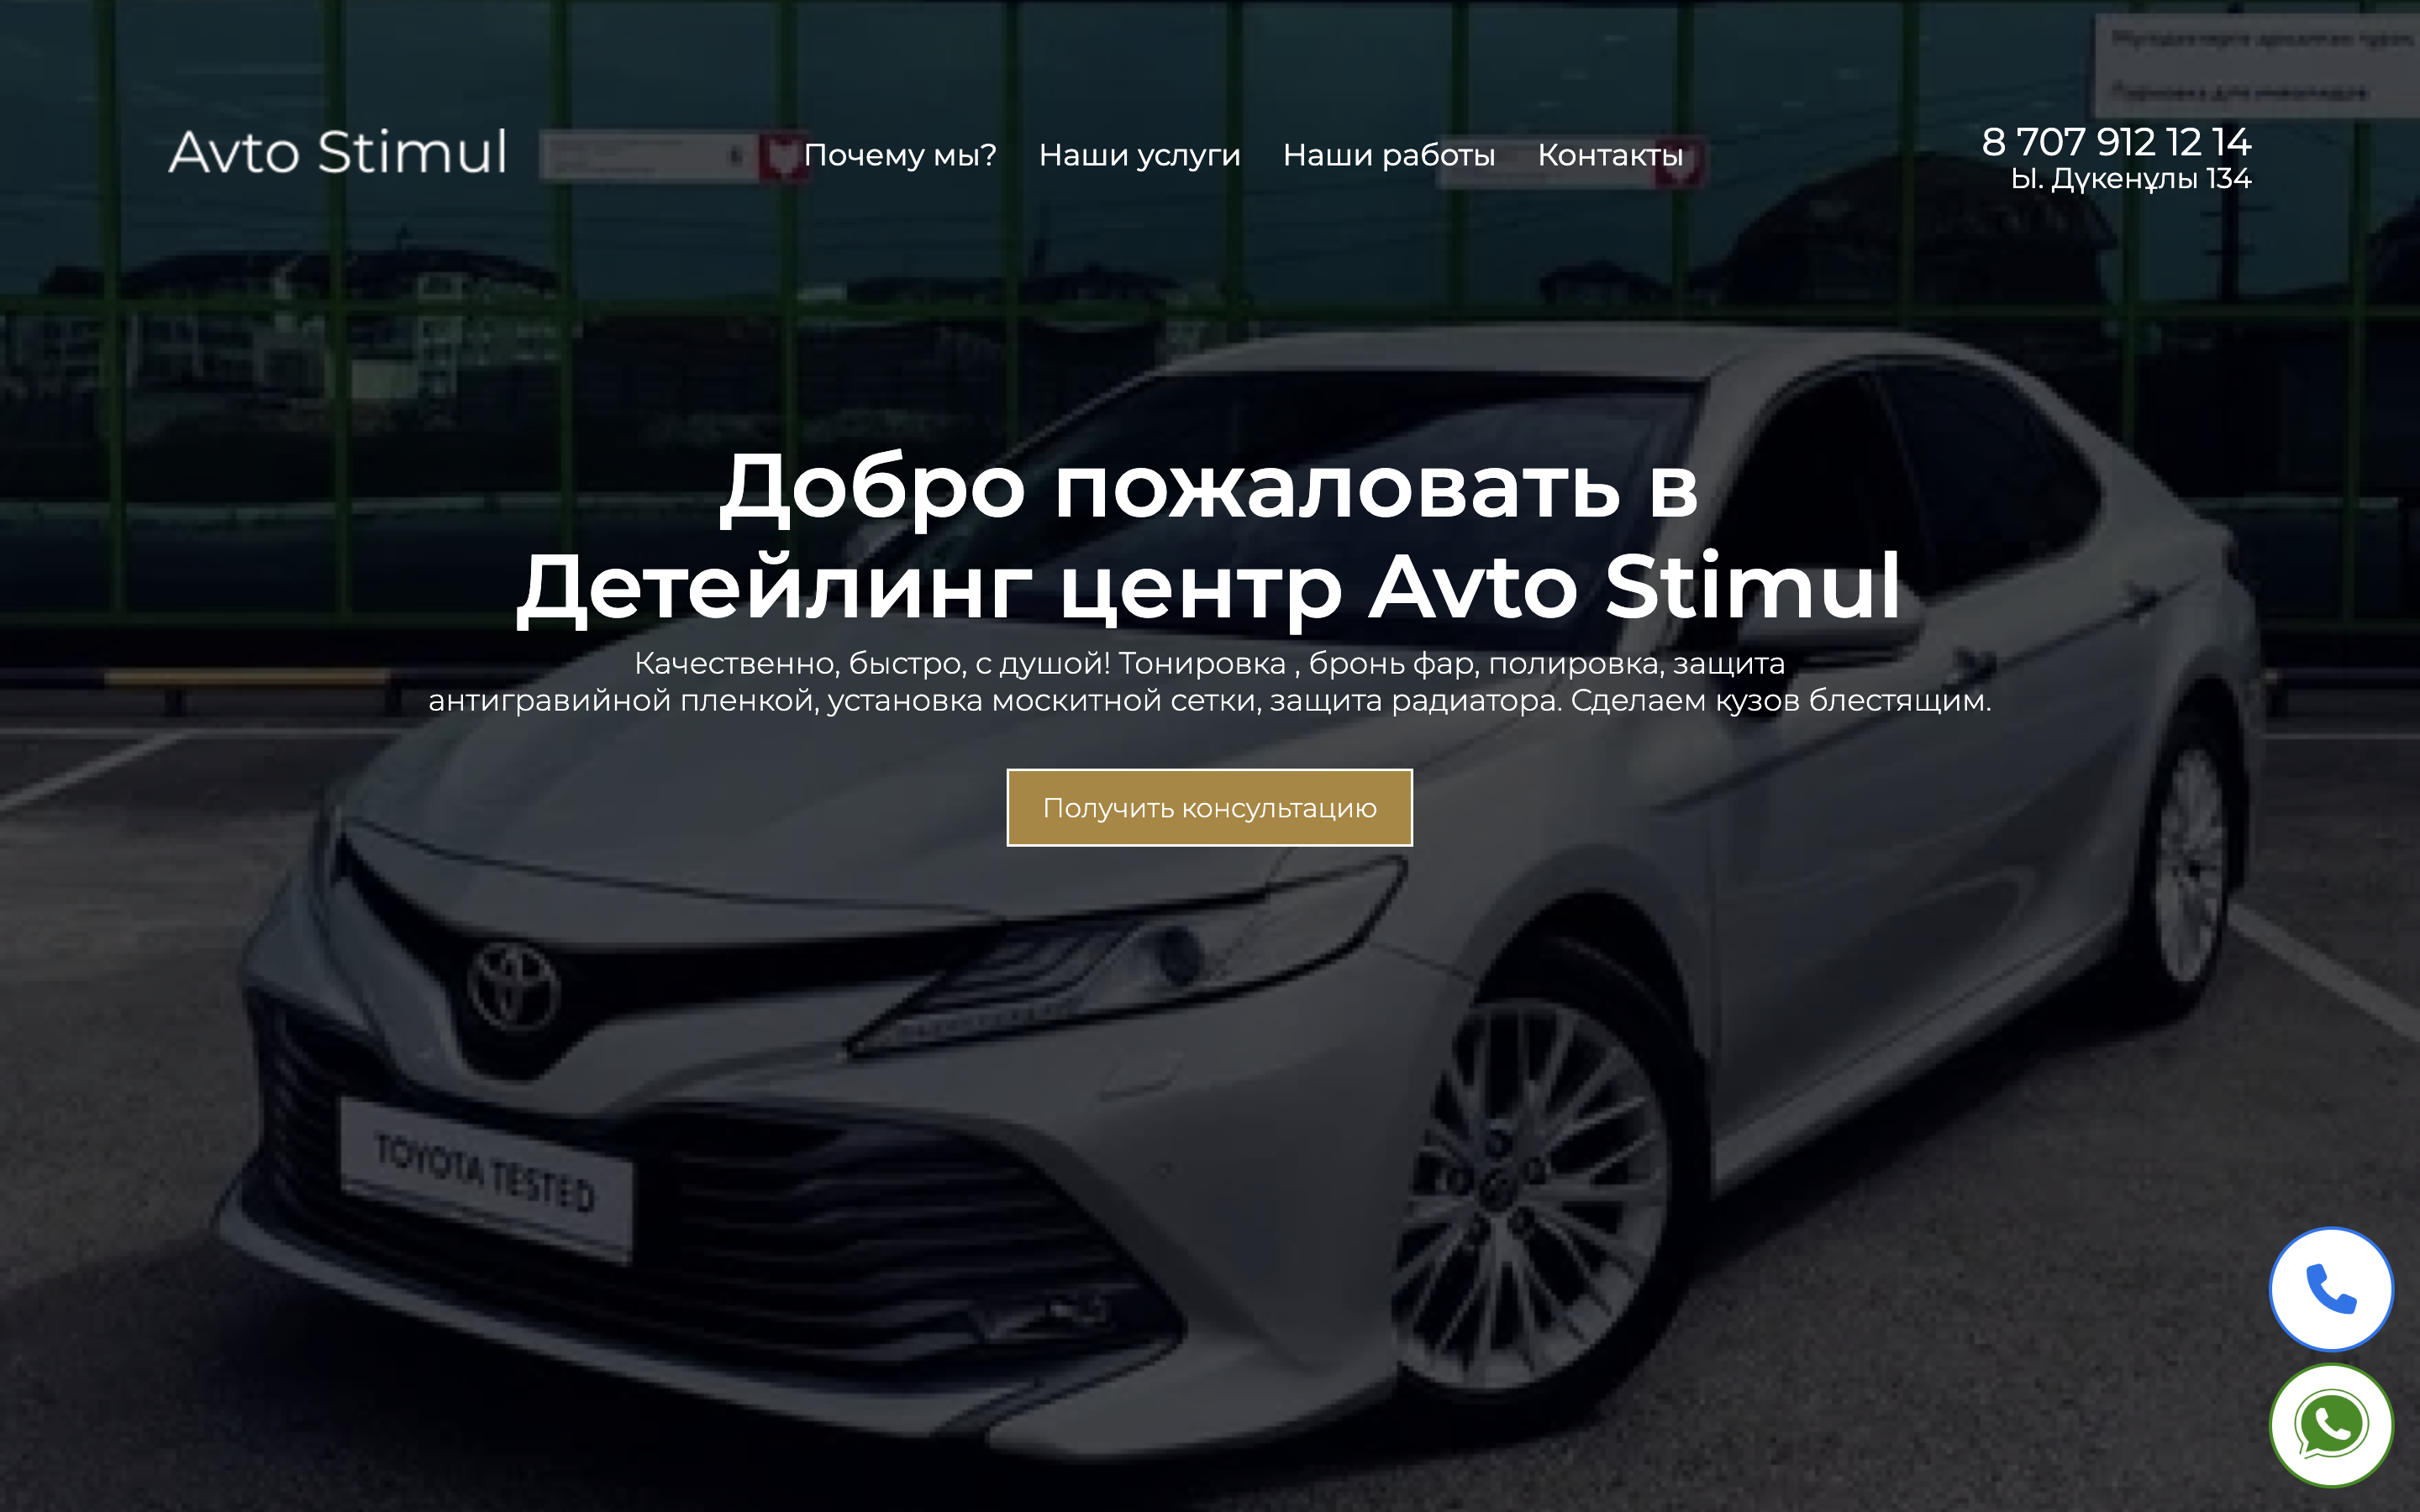 Avto Stimul
Почему мы? Наши услуги Наши работы Контакты
8 707 912 12 14
Ы. Дүкенұлы 134
Добро пожаловать в
Детейлинг центр Avto Stimul
Качественно, быстро, с душой! Тонировка , бронь фар, полировка, защита
антигравийной пленкой, установка москитной сетки, защита радиатора. Сделаем кузов блестящим.
Получить консультацию
TOYOTA TESTED